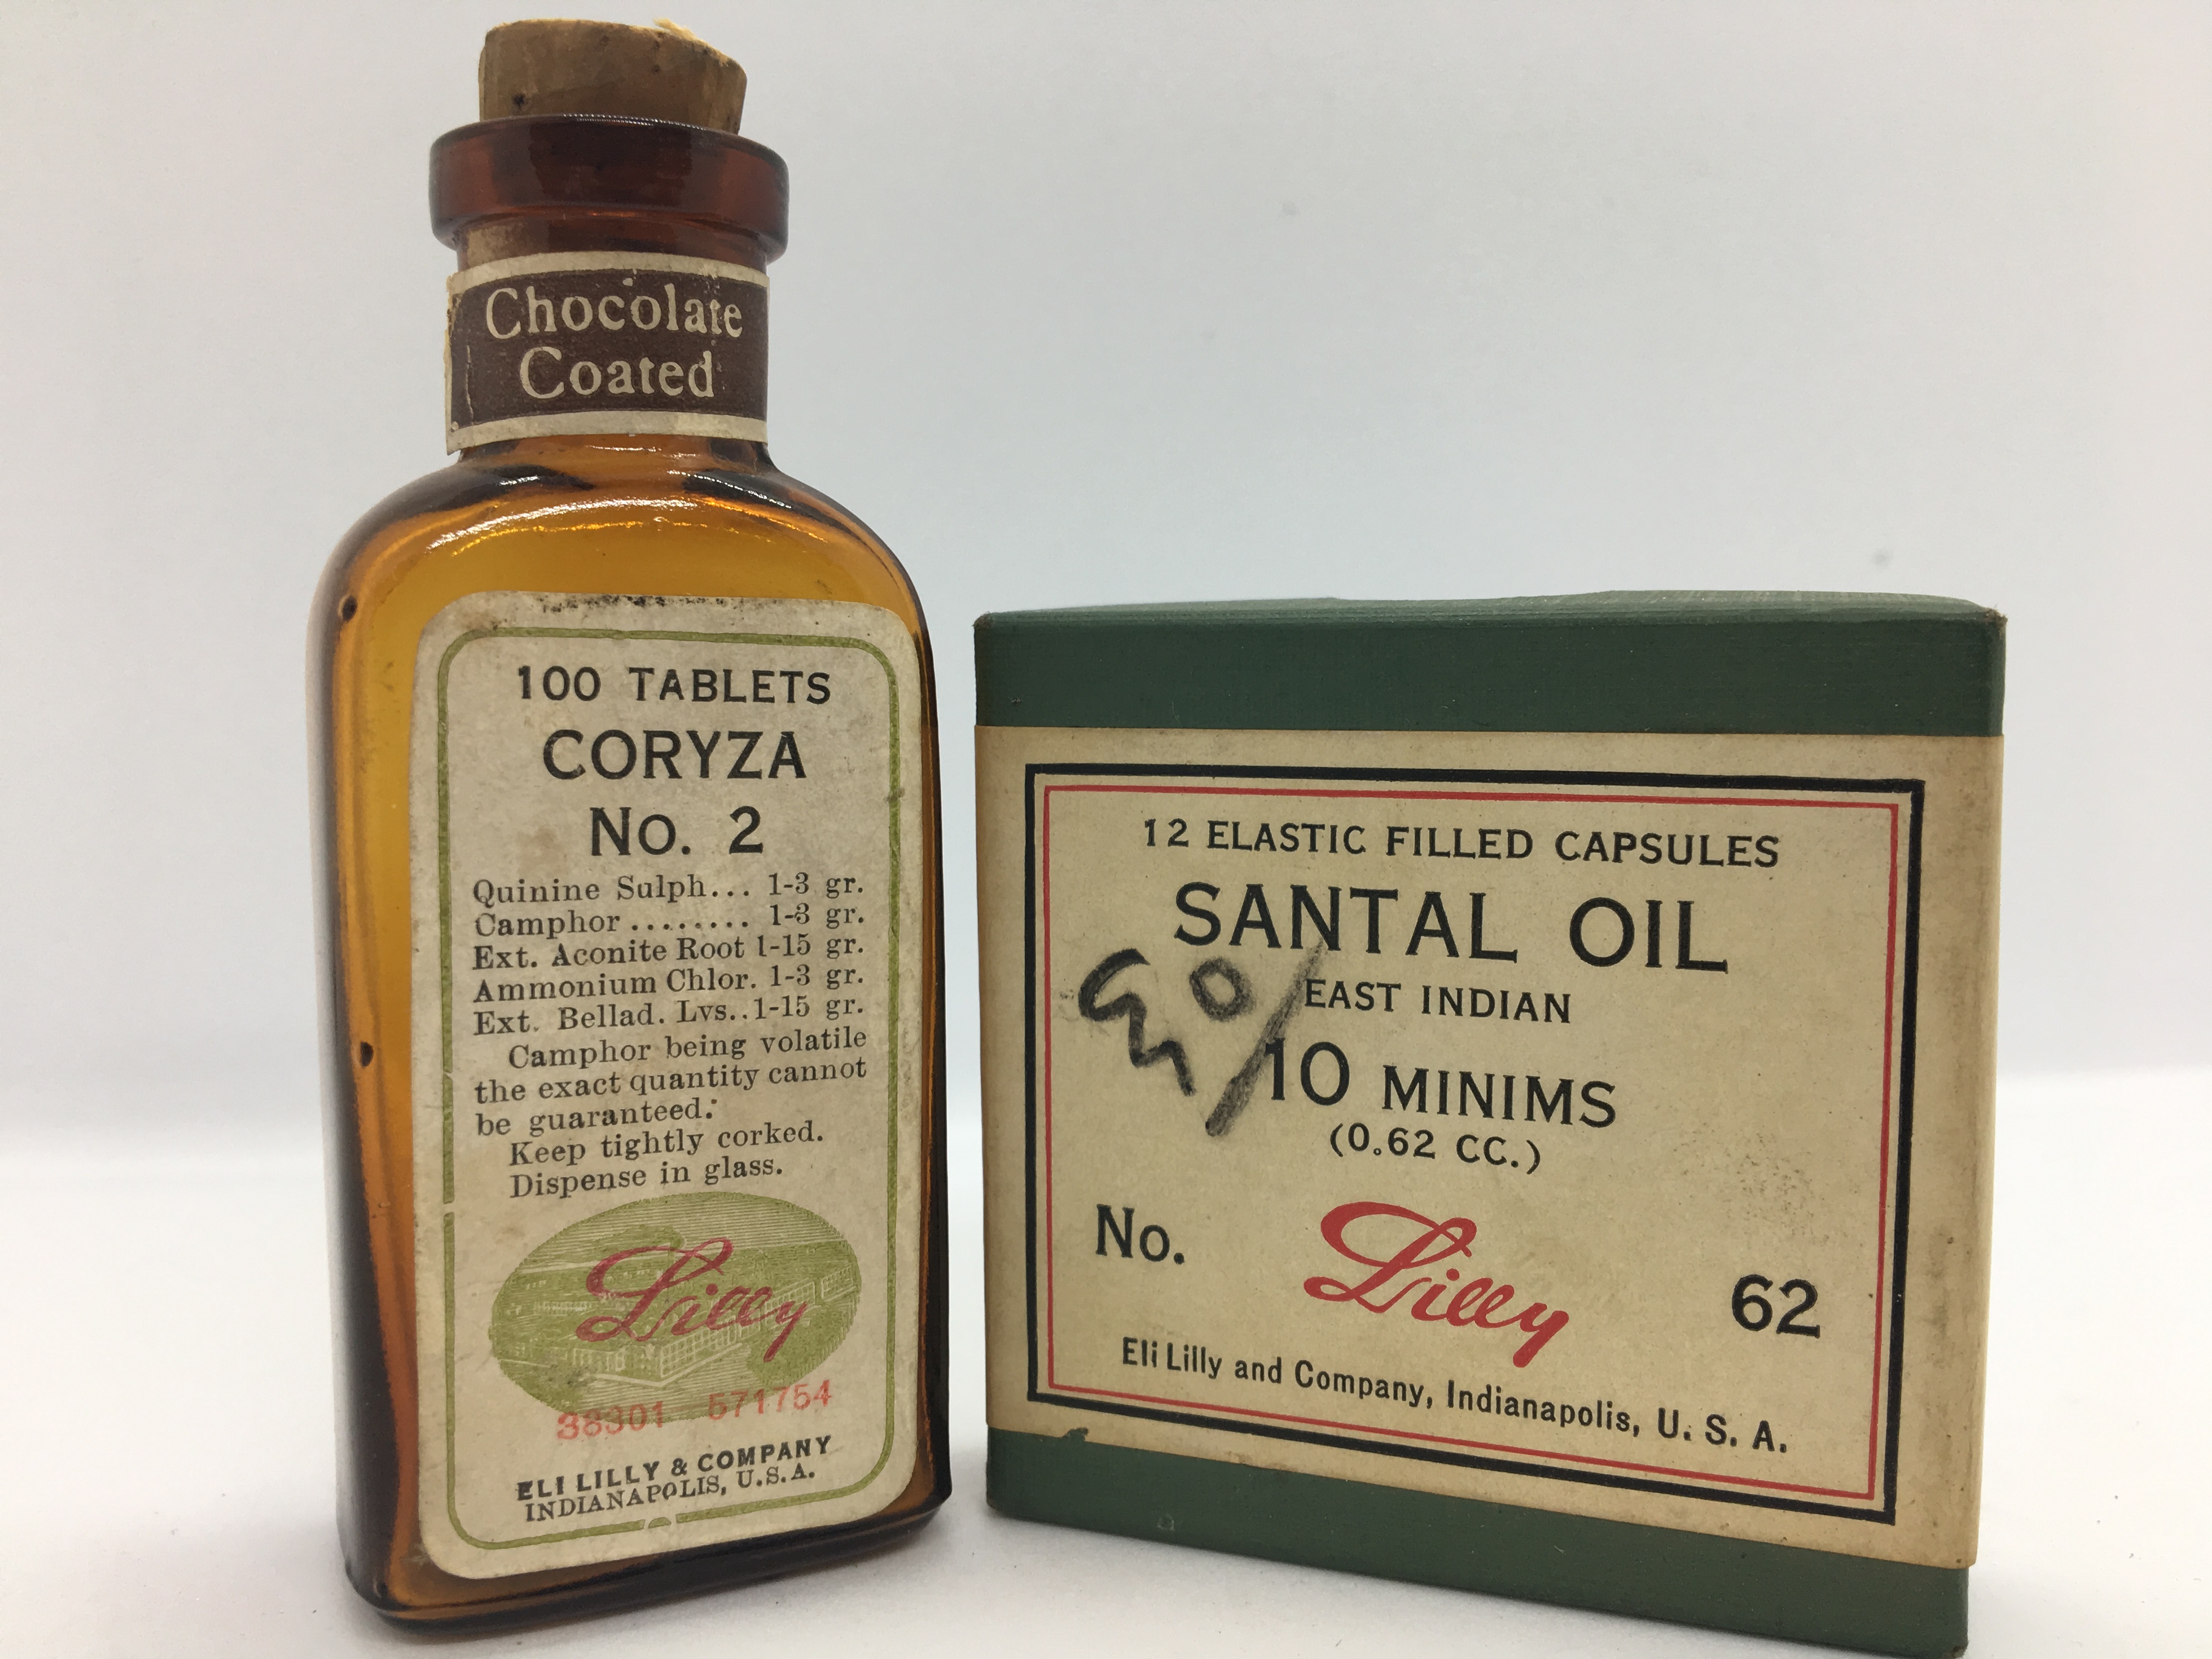 Chocolate
Coated
100 TABLETS
CORYZA
No. 2
Quinine Sulph... 1-3 gr.
Camphor ........ 1-3 gr.
Ext. Aconite Root 1-15 gr.
Ammonium Chlor. 1-3 gr.
Ext. Bellad. Lvs.. 1-15 gr.
Camphor being volatile
the exact quantity cannot
be guaranteed.
Keep tightly corked.
Dispense in glass.
Lilly
38301 571754
ELI LILLY & COMPANY
INDIANAPOLIS, U.S.A.
12 ELASTIC FILLED CAPSULES
SANTAL OIL
EAST INDIAN
10 MINIMS
(0.62 CC.)
No. Lilly 62
Eli Lilly and Company, Indianapolis, U. S. A.